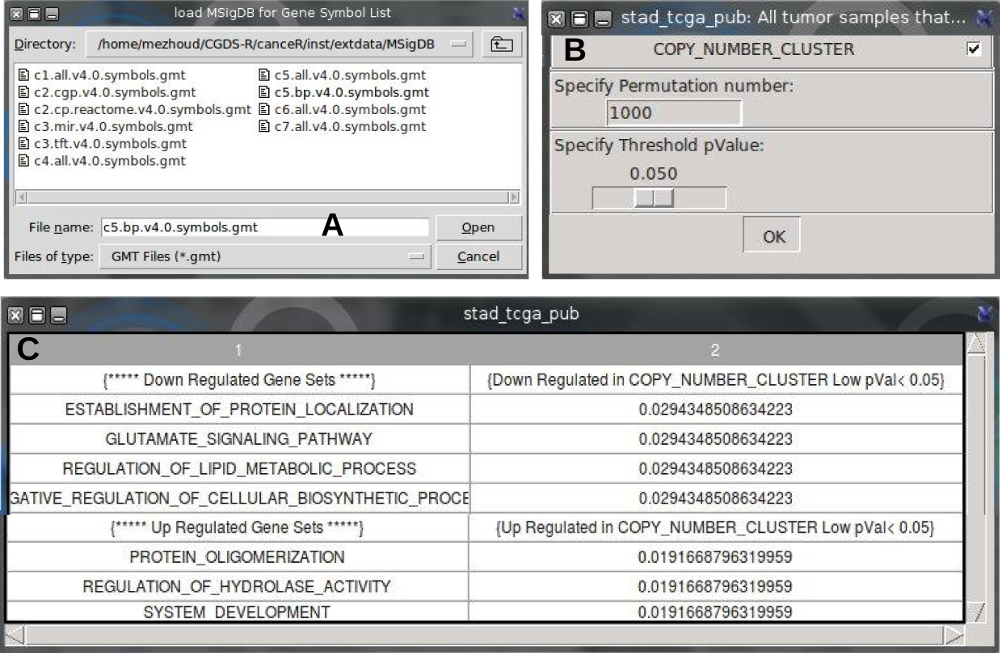 load MSigDB for Gene Symbol List
Directory: /home/mezhoud/CGDS-R/canceR/inst/extdata/MSigDB
c1.all.v4.0.symbols.gmt
c2.cgp.v4.0.symbols.gmt
c2.cp.reactome.v4.0.symbols.gmt
c3.mir.v4.0.symbols.gmt
c3.tft.v4.0.symbols.gmt
c4.all.v4.0.symbols.gmt
c5.all.v4.0.symbols.gmt
c5.bp.v4.0.symbols.gmt
c6.all.v4.0.symbols.gmt
c7.all.v4.0.symbols.gmt
A
File name: c5.bp.v4.0.symbols.gmt Open
Files of type: GMT Files (*.gmt) Cancel
stad_tcga_pub: All tumor samples that...
B COPY_NUMBER_CLUSTER
Specify Permutation number:
1000
Specify Threshold pValue:
0.050
OK
stad_tcga_pub
C 1 2
{***** Down Regulated Gene Sets *****} {Down Regulated in COPY_NUMBER_CLUSTER Low pVal< 0.05}
ESTABLISHMENT_OF_PROTEIN_LOCALIZATION 0.0294348508634223
GLUTAMATE_SIGNALING_PATHWAY 0.0294348508634223
REGULATION_OF_LIPID_METABOLIC_PROCESS 0.0294348508634223
GATIVE_REGULATION_OF_CELLULAR_BIOSYNTHETIC_PROCE 0.0294348508634223
{***** Up Regulated Gene Sets *****} {Up Regulated in COPY_NUMBER_CLUSTER Low pVal< 0.05}
PROTEIN_OLIGOMERIZATION 0.0191668796319959
REGULATION_OF_HYDROLASE_ACTIVITY 0.0191668796319959
SYSTEM_DEVELOPMENT 0.0191668796319959